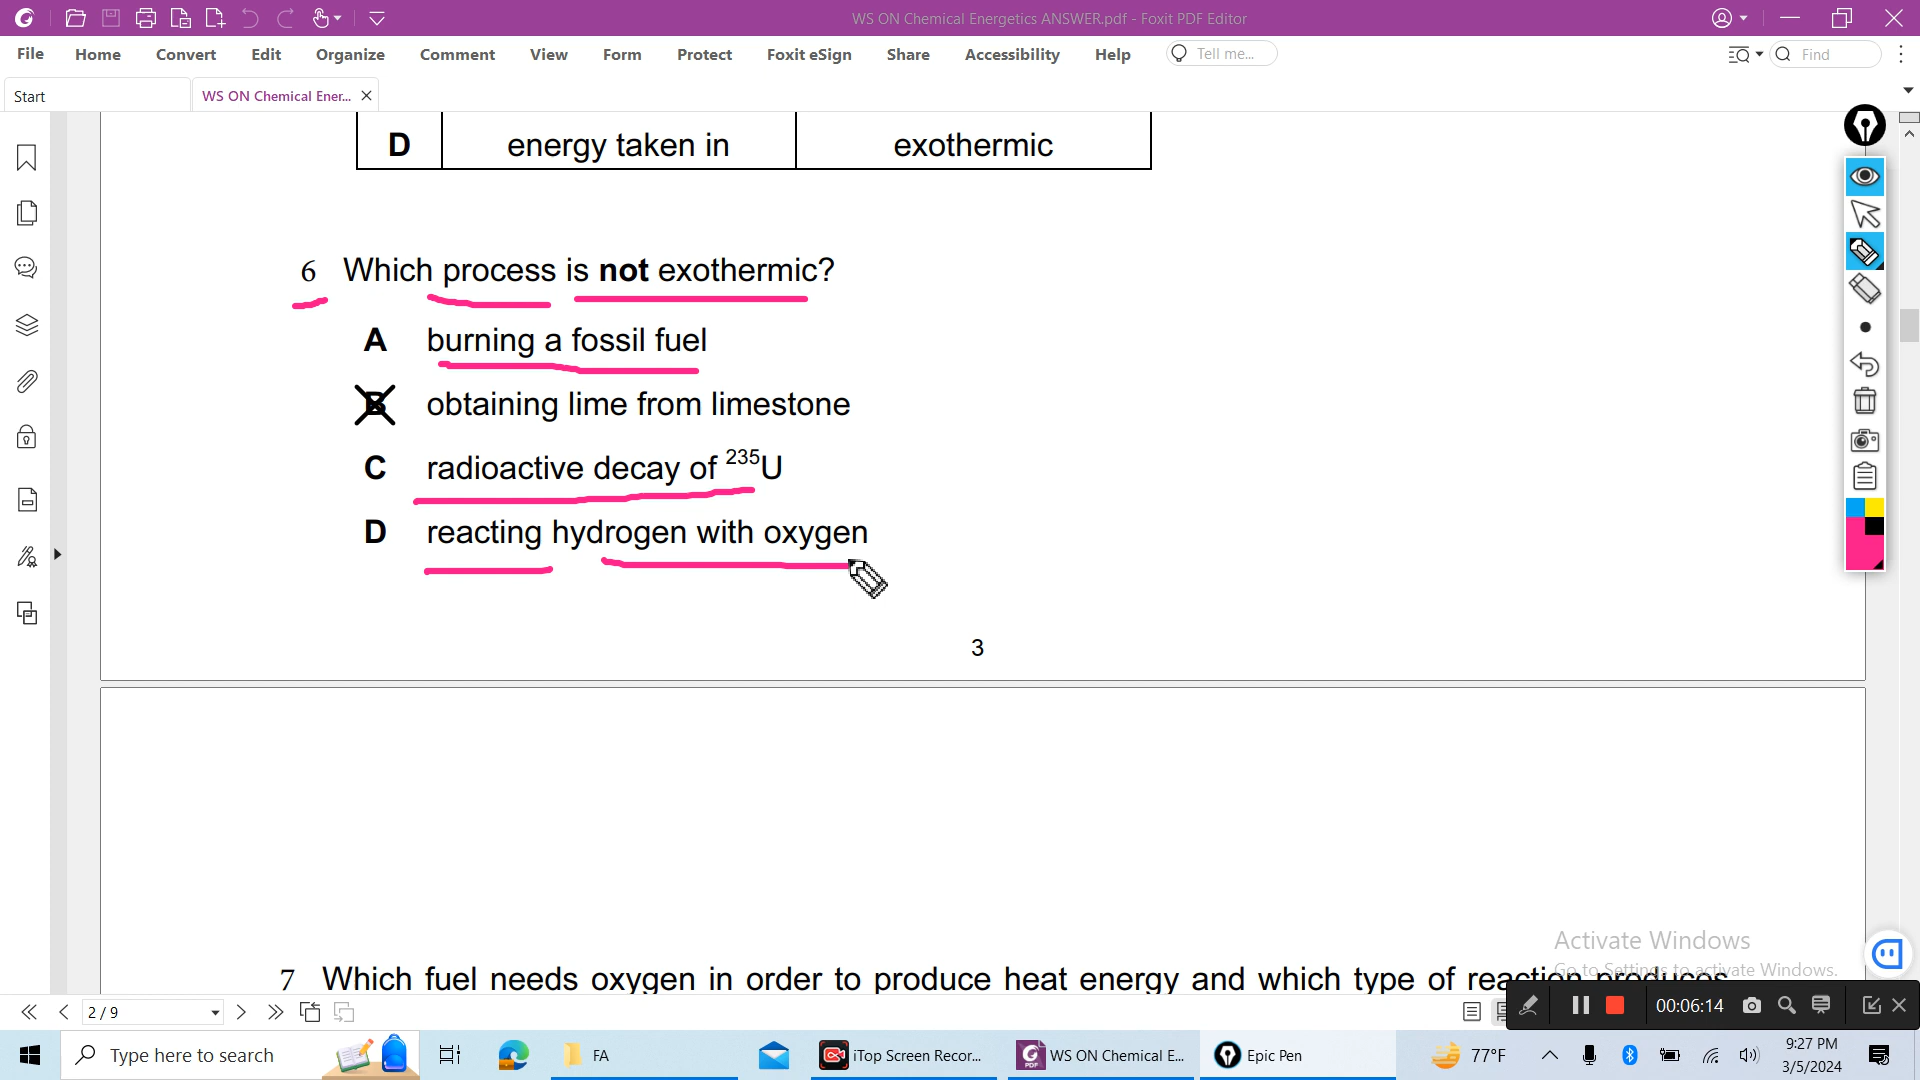 WS ON Chemical Energetics ANSWER.pdf - Foxit PDF Editor
File Home Convert Edit Organize Comment View Form Protect Foxit eSign Share Accessibility Help Tell me... Find
Start WS ON Chemical Ener...
D energy taken in exothermic
6 Which process is not exothermic?
A burning a fossil fuel
B obtaining lime from limestone
C radioactive decay of ²³⁵U
D reacting hydrogen with oxygen
3
Activate Windows
Go to Settings to activate Windows.
7 Which fuel needs oxygen in order to produce heat energy and which type of reaction produces
2 / 9
00:06:14
Type here to search FA iTop Screen Recor... WS ON Chemical E... Epic Pen 77°F 9:27 PM
3/5/2024